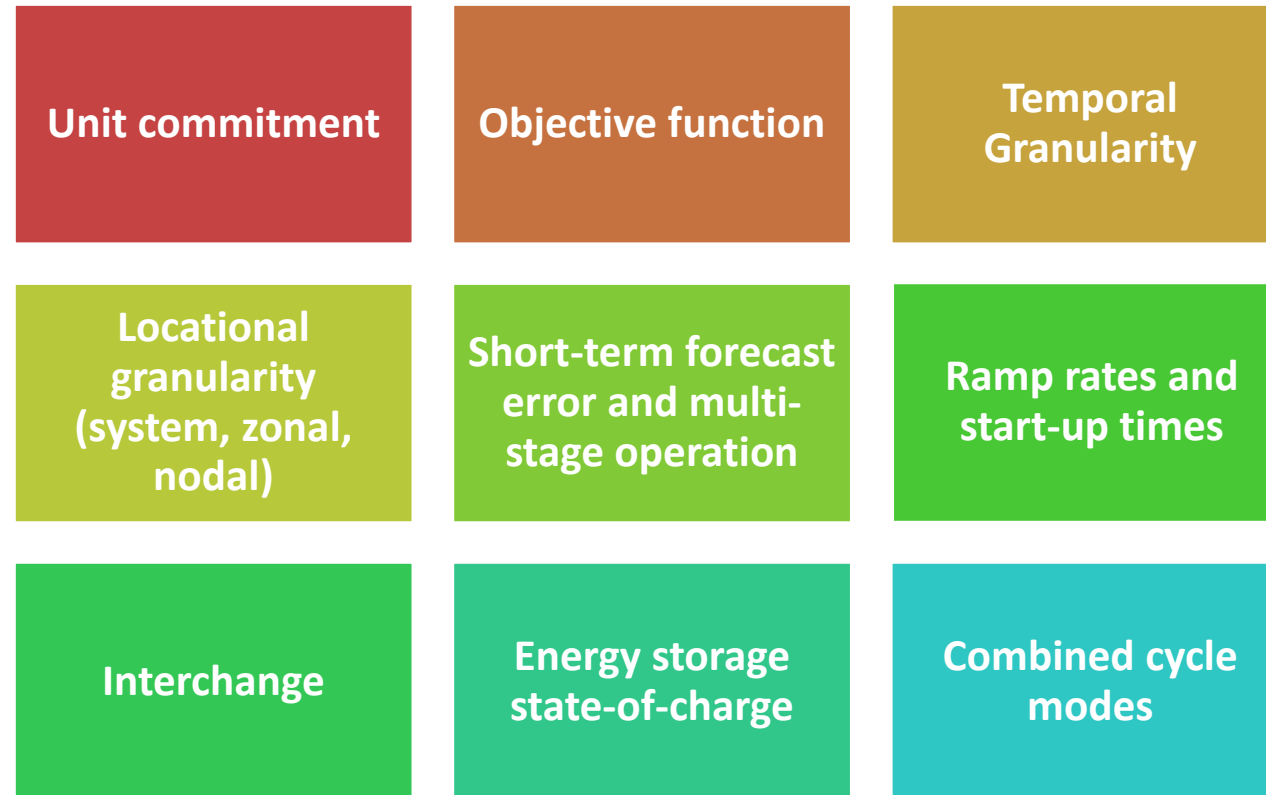 Unit commitment
Objective function
Temporal
Granularity
Locational
granularity
(system, zonal,
nodal)
Short-term forecast
error and multi-
stage operation
Ramp rates and
start-up times
Interchange
Energy storage
state-of-charge
Combined cycle
modes